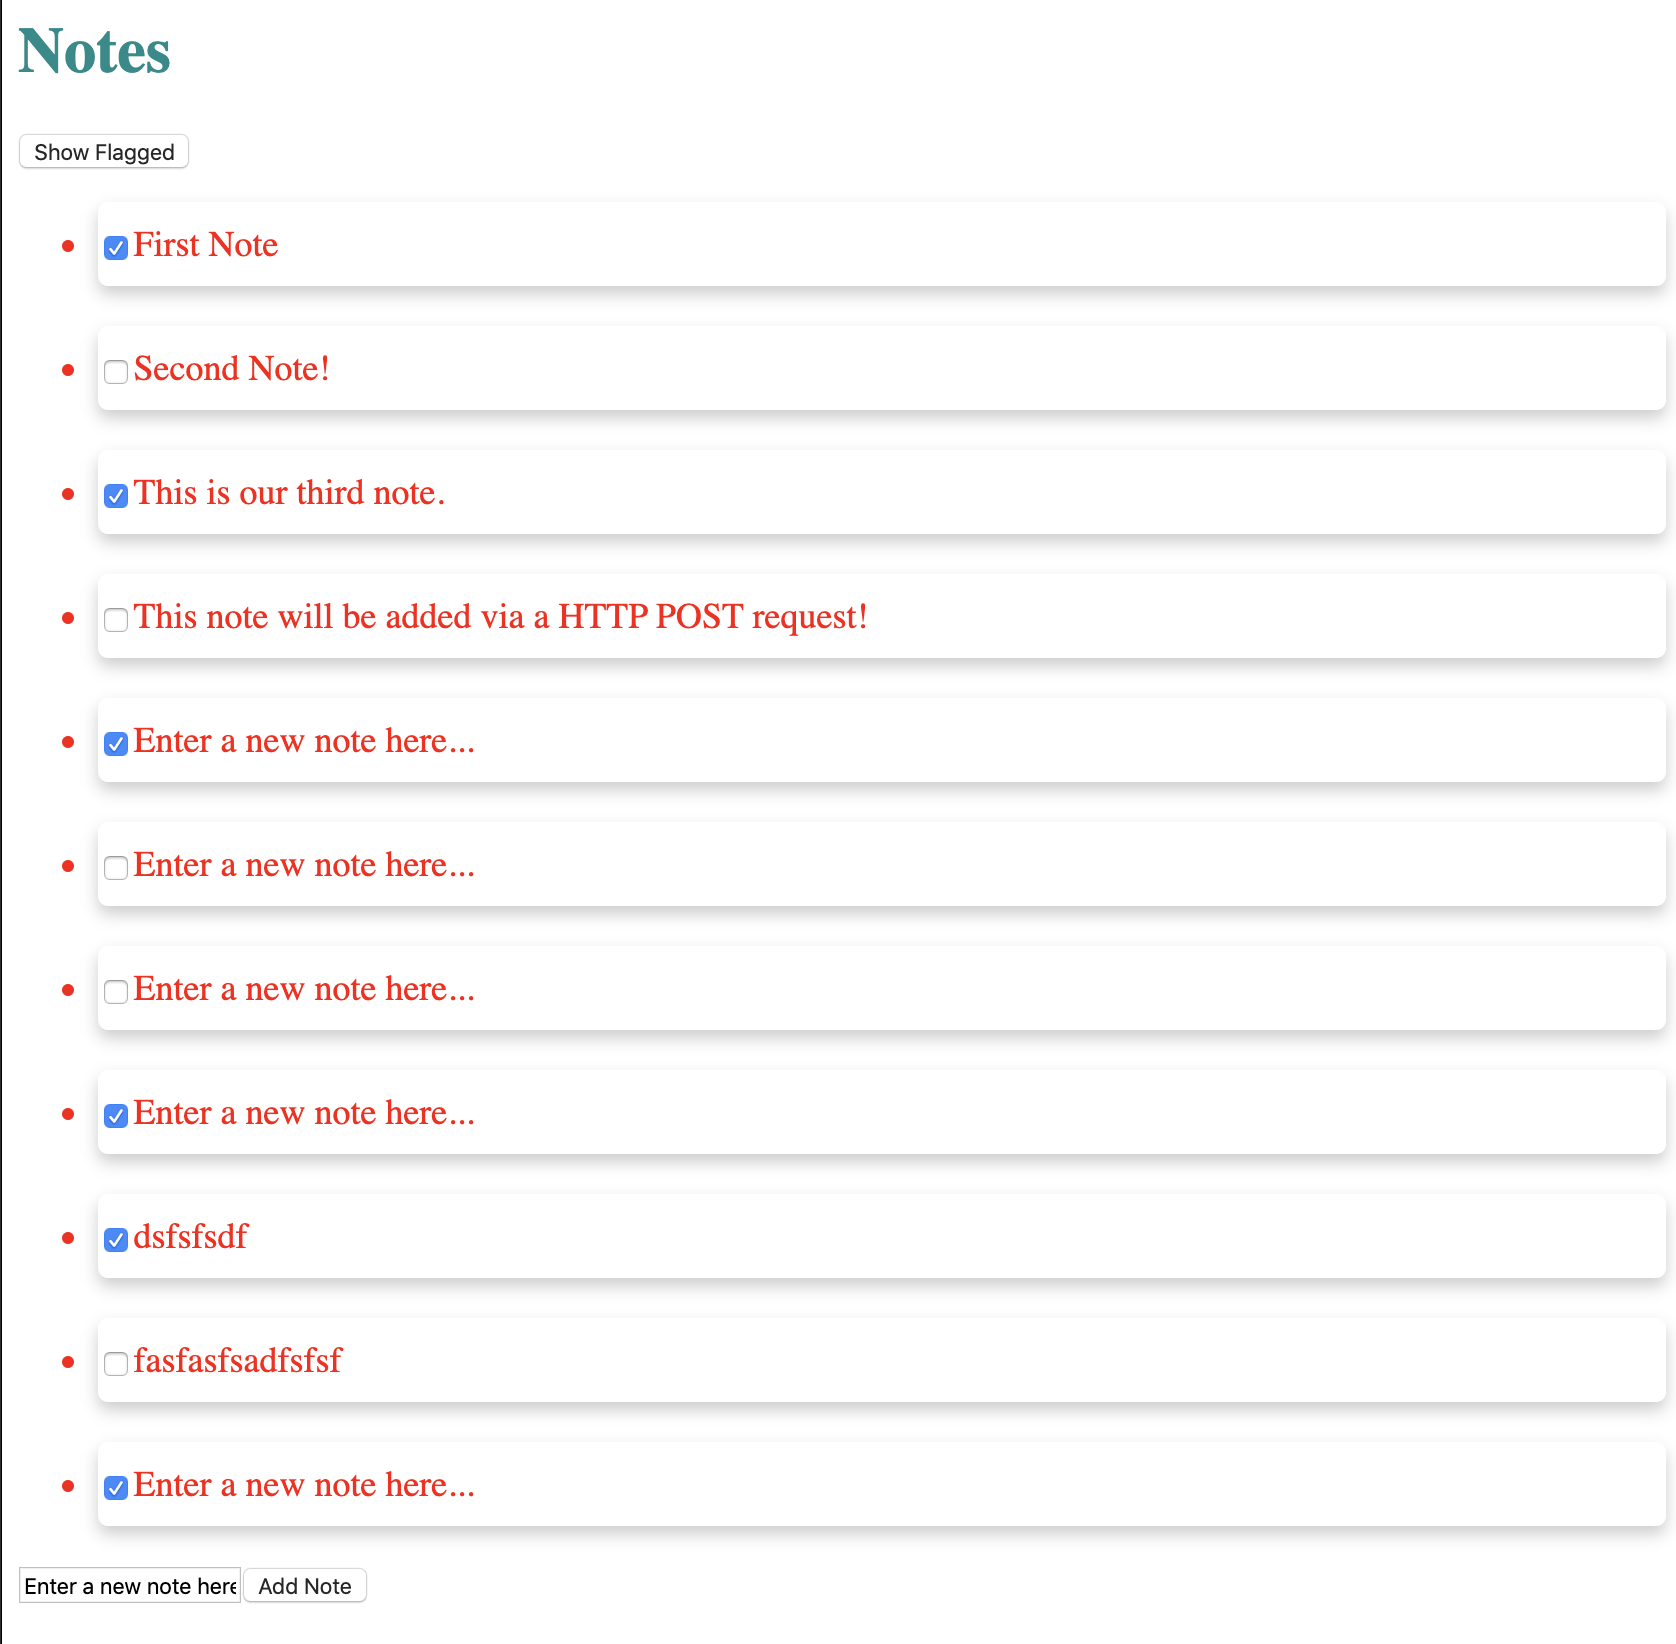 Notes
Show Flagged
First Note
Second Note!
This is our third note.
This note will be added via a HTTP POST request!
Enter a new note here...
Enter a new note here...
Enter a new note here...
Enter a new note here...
dsfsfsdf
fasfasfsadfsfsf
Enter a new note here...
Enter a new note here Add Note